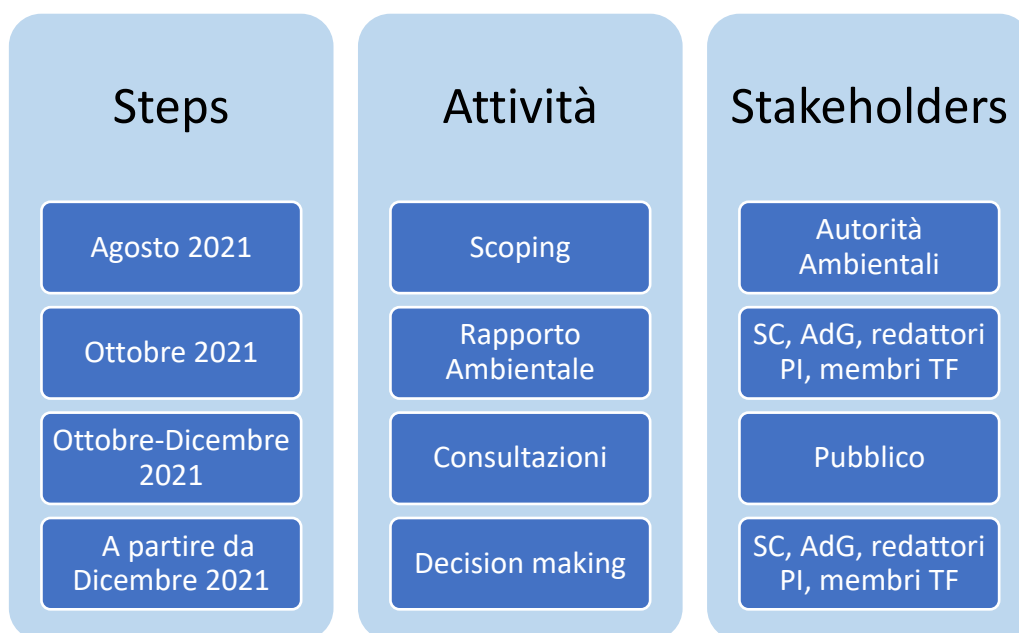 Steps
Agosto 2021
Ottobre 2021
Ottobre-Dicembre
2021
A partire da
Dicembre 2021
Attività
Scoping
Rapporto
Ambientale
Consultazioni
Decision making
Stakeholders
Autorità
Ambientali
SC, AdG, redattori
PI, membri TF
Pubblico
SC, AdG, redattori
PI, membri TF